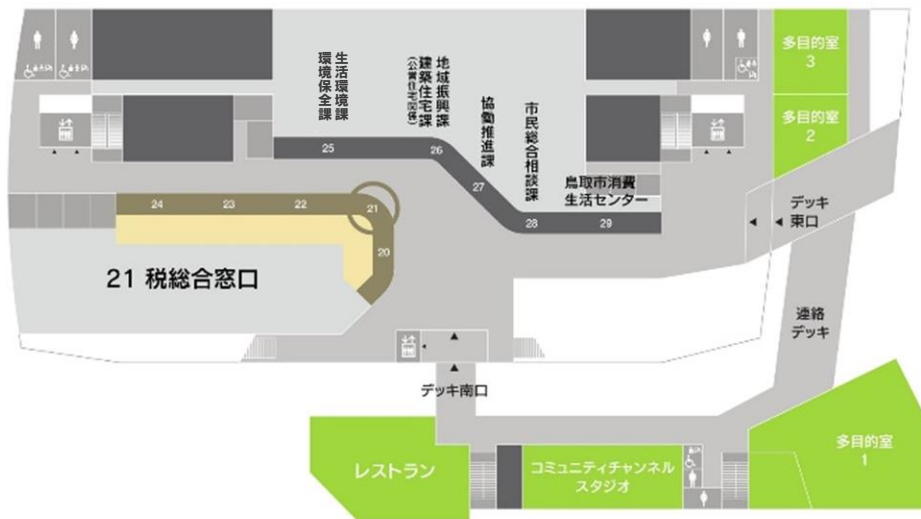 生活環境課
環境保全課
25
地域振興課
建築住宅課
(公営住宅関係)
26
協働推進課
27
市民総合相談課
28
鳥取市消費
生活センター
29
多目的室
3
多目的室
2
デッキ
東口
24
23
22
21
20
21 税総合窓口
連絡
デッキ
デッキ南口
レストラン
コミュニティチャンネル
スタジオ
多目的室
1